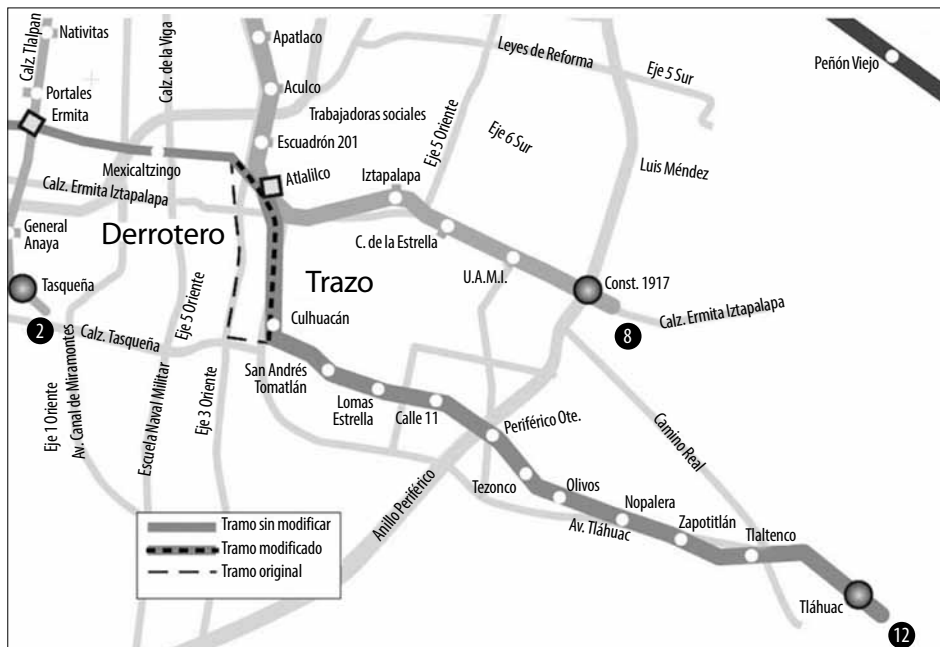 Calz. Tlalpan
Nativitas
Portales
Ermita
Calz. de la Viga
Apatlaco
Aculco
Trabajadoras sociales
Escuadrón 201
Leyes de Reforma
Eje 5 Sur
Peñón Viejo
Eje 5 Oriente
Eje 6 Sur
Luis Méndez
Mexicaltzingo
Atlalilco
Iztapalapa
Calz. Ermita Iztapalapa
General
Anaya
Derrotero
C. de la Estrella
U.A.M.I.
Tasqueña
Trazo
Const. 1917
Calz. Ermita Iztapalapa
2
Calz. Tasqueña
Eje 5 Oriente
Culhuacán
8
San Andrés
Tomatlán
Lomas
Estrella
Calle 11
Eje 1 Oriente
Av. Canal de Miramontes
Escuela Naval Militar
Eje 3 Oriente
Periférico Ote.
Camino Real
Anillo Periférico
Tezonco
Olivos
Av. Tláhuac
Nopalera
Zapotitlán
Tlaltenco
Tláhuac
12
Tramo sin modificar
Tramo modificado
Tramo original